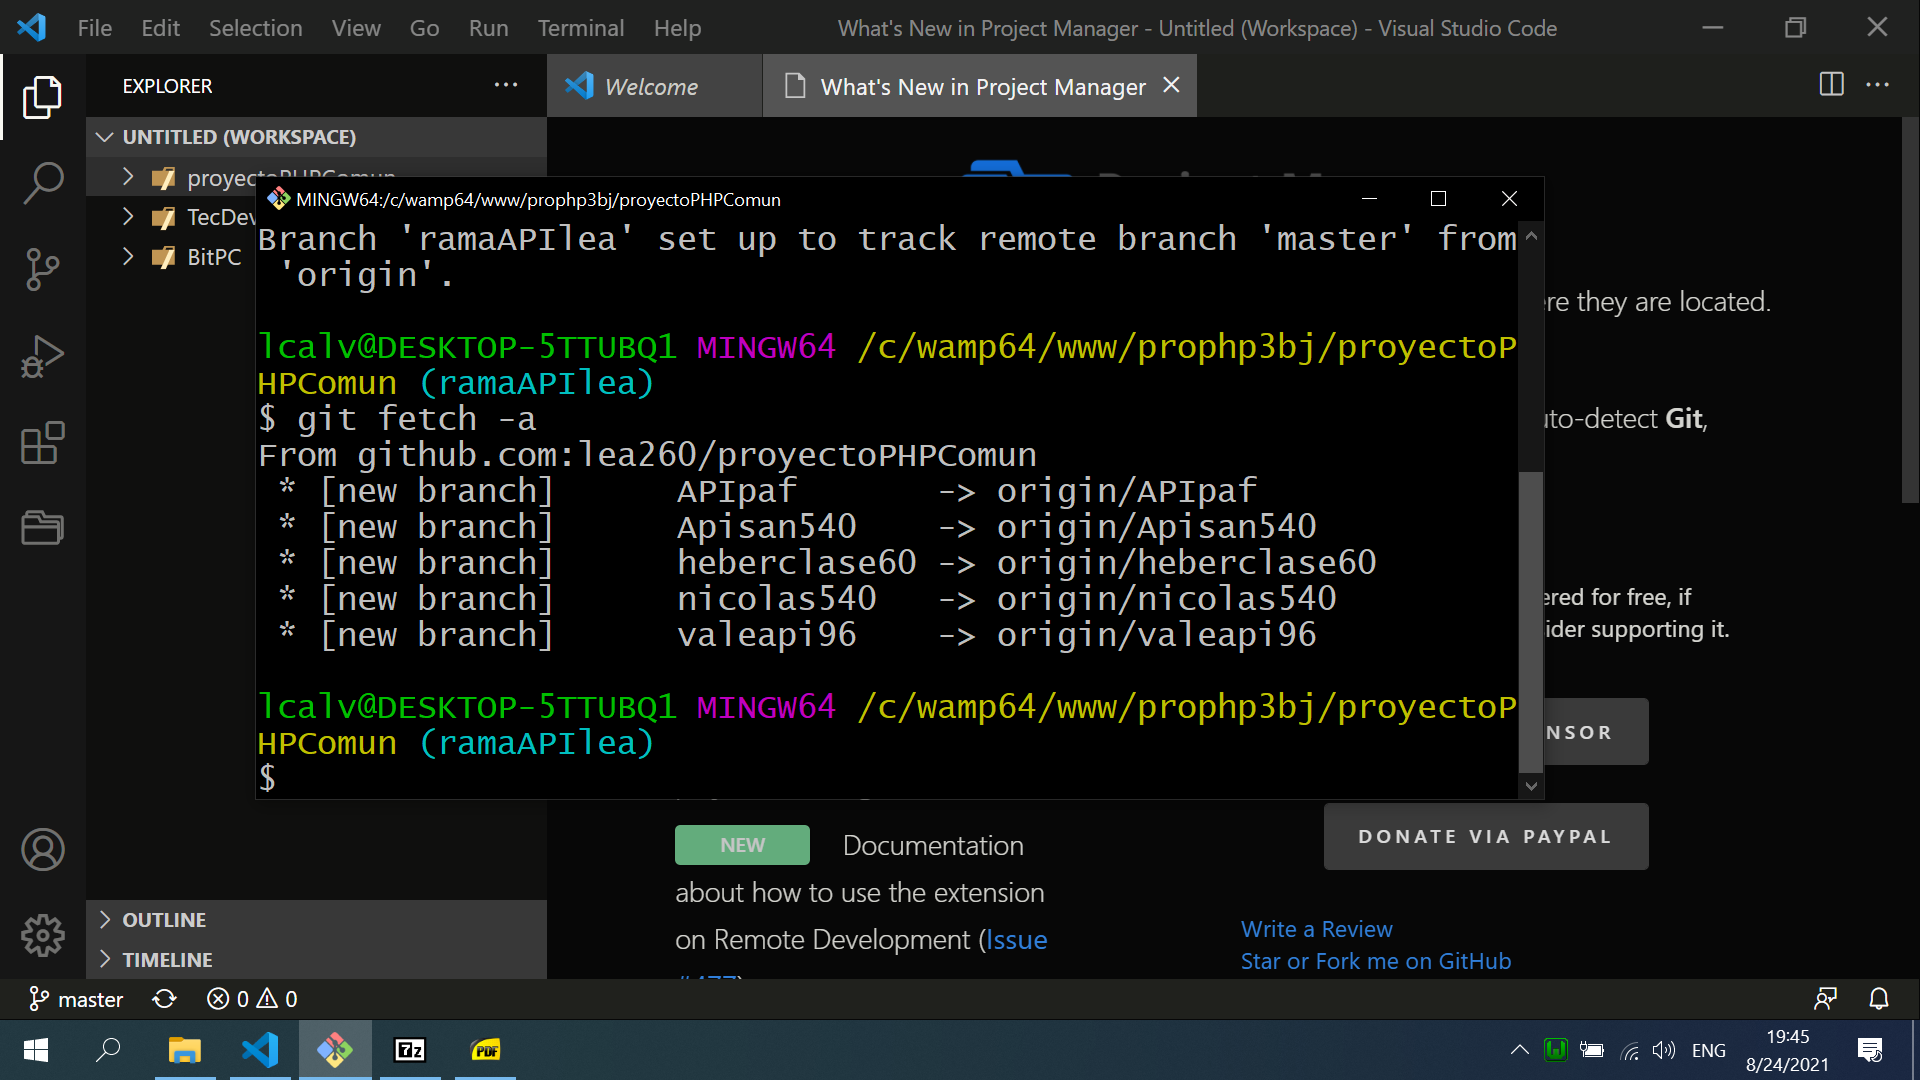 File Edit Selection View Go Run Terminal Help
What's New in Project Manager - Untitled (Workspace) - Visual Studio Code
EXPLORER
Welcome
What's New in Project Manager
UNTITLED (WORKSPACE)
proyectoPHPComun
TecDev
BitPC
MINGW64:/c/wamp64/www/prophp3bj/proyectoPHPComun
Branch 'ramaAPIlea' set up to track remote branch 'master' from
'origin'.
lcalv@DESKTOP-5TTUBQ1 MINGW64 /c/wamp64/www/prophp3bj/proyectoP
HPComun (ramaAPIlea)
$ git fetch -a
From github.com:lea260/proyectoPHPComun
* [new branch] APIpaf -> origin/APIpaf
* [new branch] Apisan540 -> origin/Apisan540
* [new branch] heberclase60 -> origin/heberclase60
* [new branch] nicolas540 -> origin/nicolas540
* [new branch] valeapi96 -> origin/valeapi96
lcalv@DESKTOP-5TTUBQ1 MINGW64 /c/wamp64/www/prophp3bj/proyectoP
HPComun (ramaAPIlea)
$
ere they are located.
uto-detect Git,
ered for free, if
ider supporting it.
NSOR
DONATE VIA PAYPAL
NEW Documentation
about how to use the extension
on Remote Development (Issue
Write a Review
Star or Fork me on GitHub
OUTLINE
TIMELINE
master
0 0
7z
PDF
ENG
19:45
8/24/2021